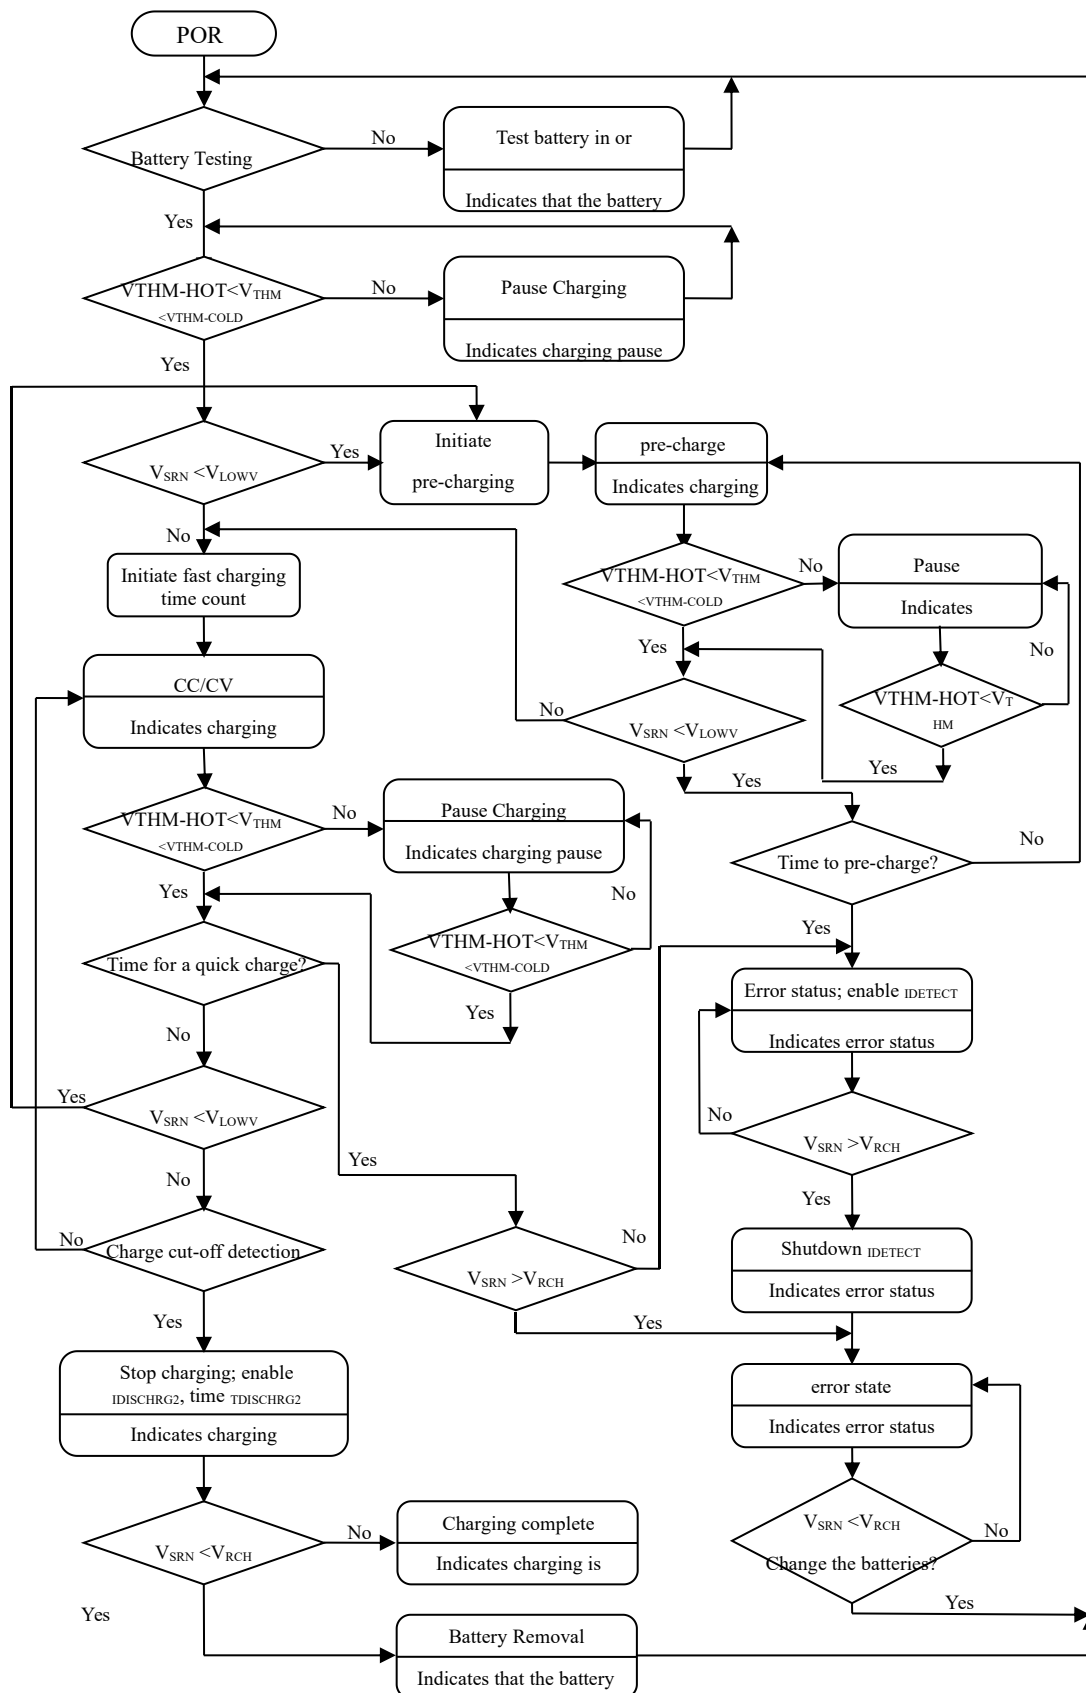 POR
Battery Testing
No
Test battery in or
Indicates that the battery
Yes
VTHM-HOT<VTHM
<VTHM-COLD
No
Pause Charging
Indicates charging pause
Yes
VSRN <VLOWV
Yes
Initiate
pre-charging
pre-charge
Indicates charging
No
Initiate fast charging
time count
VTHM-HOT<VTHM
<VTHM-COLD
No
Pause
Indicates
Yes
No
VTHM-HOT<VT
HM
Yes
CC/CV
Indicates charging
No
VSRN <VLOWV
Yes
VTHM-HOT<VTHM
<VTHM-COLD
No
Pause Charging
Indicates charging pause
No
Time to pre-charge?
No
Yes
VTHM-HOT<VTHM
<VTHM-COLD
Yes
Yes
Time for a quick charge?
Error status; enable IDETECT
Indicates error status
No
Yes
VSRN <VLOWV
No
VSRN >VRCH
Yes
No
Yes
No
Charge cut-off detection
VSRN >VRCH
No
Shutdown IDETECT
Indicates error status
Yes
Yes
Stop charging; enable
IDISCHRG2, time TDISCHRG2
Indicates charging
error state
Indicates error status
VSRN <VRCH
No
Charging complete
Indicates charging is
VSRN <VRCH
Change the batteries?
No
Yes
Yes
Battery Removal
Indicates that the battery